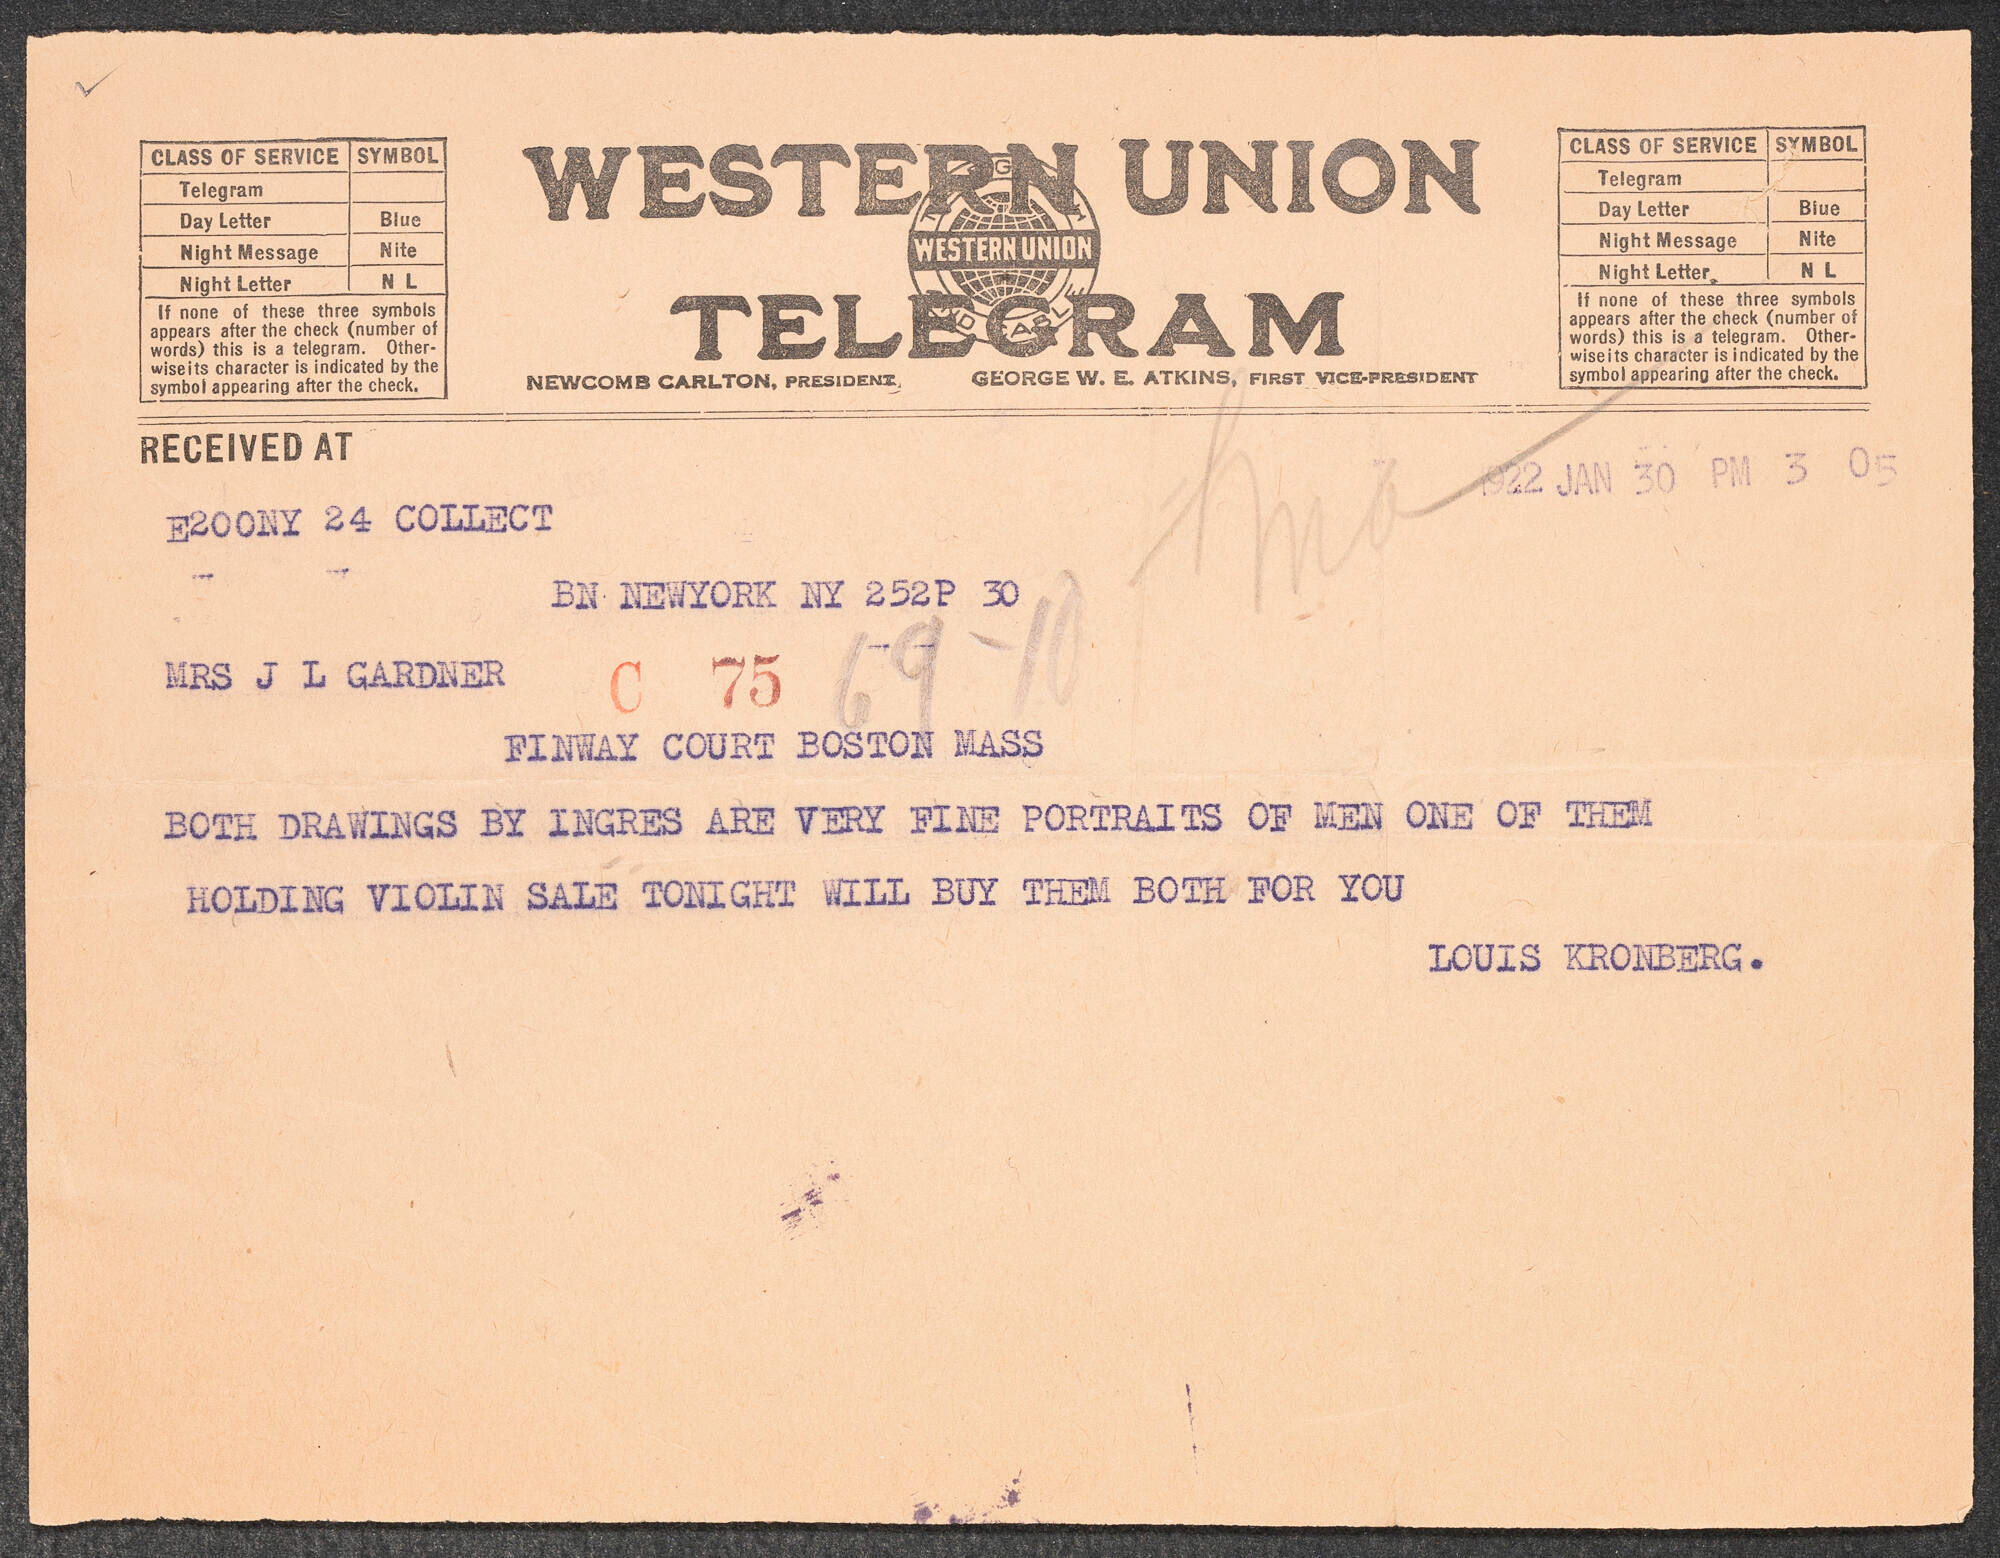 CLASS OF SERVICE SYMBOL
Telegram
Day Letter Blue
Night Message Nite
Night Letter N L
If none of these three symbols
appears after the check (number of
words) this is a telegram. Other-
wise its character is indicated by the
symbol appearing after the check.
WESTERN UNION
WESTERN UNION
TELEGRAM
NEWCOMB CARLTON, PRESIDENT
GEORGE W. E. ATKINS, FIRST VICE-PRESIDENT
CLASS OF SERVICE SYMBOL
Telegram
Day Letter Blue
Night Message Nite
Night Letter N L
If none of these three symbols
appears after the check (number of
words) this is a telegram. Other-
wise its character is indicated by the
symbol appearing after the check.
RECEIVED AT
1922 JAN 30 PM 3 05
E200NY 24 COLLECT
BN NEWYORK NY 252P 30
MRS J L GARDNER C 75 69-10
FINWAY COURT BOSTON MASS
BOTH DRAWINGS BY INGRES ARE VERY FINE PORTRAITS OF MEN ONE OF THEM
HOLDING VIOLIN SALE TONIGHT WILL BUY THEM BOTH FOR YOU
LOUIS KRONBERG.